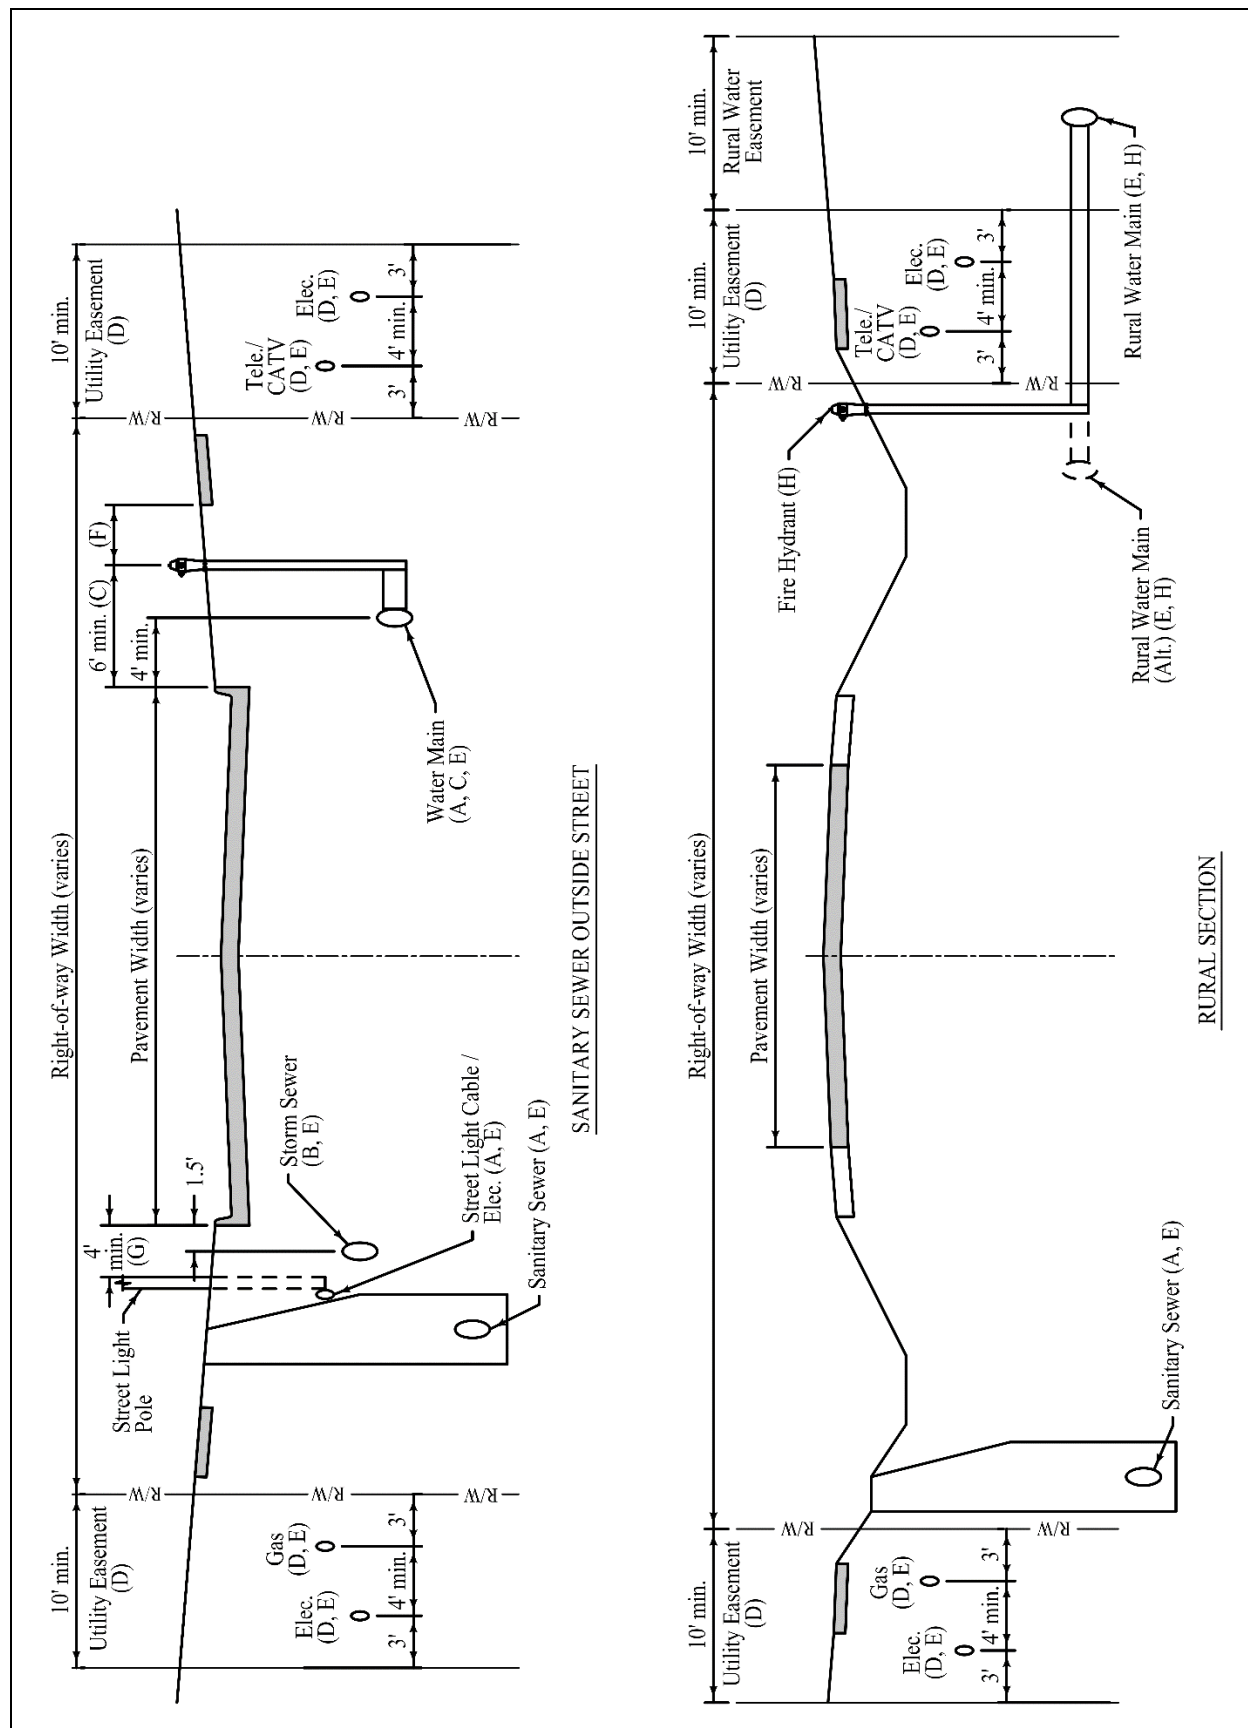 Right-of-way Width (varies)
10' min.
Utility Easement
(D)
10' min.
Utility Easement
(D)
Pavement Width (varies)
4'
min.
(G)
1.5'
6' min. (C)
(F)
4' min.
Street Light
Pole
R/W
R/W
R/W
R/W
R/W
R/W
Elec.
(D, E)
Gas
(D, E)
3'
4' min.
3'
Storm Sewer
(B, E)
Street Light Cable /
Elec. (A, E)
Sanitary Sewer (A, E)
Water Main
(A, C, E)
Tele./
CATV
(D, E)
Elec.
(D, E)
3'
4' min.
3'
SANITARY SEWER OUTSIDE STREET
Right-of-way Width (varies)
10' min.
Utility Easement
(D)
10' min.
Utility Easement
(D)
10' min.
Rural Water
Easement
Pavement Width (varies)
Fire Hydrant (H)
R/W
R/W
R/W
R/W
Elec.
(D, E)
Gas
(D, E)
3'
4' min.
3'
Tele./
CATV
(D, E)
Elec.
(D, E)
3'
4' min.
3'
Sanitary Sewer (A, E)
Rural Water Main
(Alt.) (E, H)
Rural Water Main (E, H)
RURAL SECTION